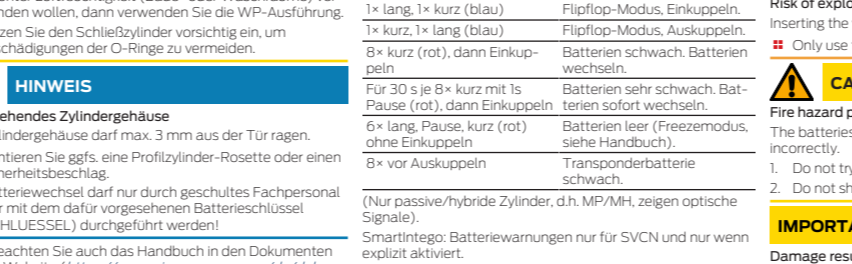 wenden wollen, dann verwenden Sie die WP-Ausführung.
zen Sie den Schließzylinder vorsichtig ein, um
schädigungen der O-Ringe zu vermeiden.
HINWEIS
ehendes Zylindergehäuse
lindergehäuse darf max. 3 mm aus der Tür ragen.
ntieren Sie ggfs. eine Profilzylinder-Rosette oder einen
herheitsbeschlag.
tteriewechsel darf nur durch geschultes Fachpersonal
r mit dem dafür vorgesehenen Batterieschlüssel
HLUESSEL) durchgeführt werden!
eachten Sie auch das Handbuch in den Dokumenten
1× lang, 1× kurz (blau) Flipflop-Modus, Einkuppeln.
1× kurz, 1× lang (blau) Flipflop-Modus, Auskuppeln.
8× kurz (rot), dann Einkup- Batterien schwach. Batterien
peln wechseln.
Für 30 s je 8× kurz mit 1s Batterien sehr schwach. Bat-
Pause (rot), dann Einkuppeln terien sofort wechseln.
6× lang, Pause, kurz (rot) Batterien leer (Freezemodus,
ohne Einkuppeln siehe Handbuch).
8× vor Auskuppeln Transponderbatterie
schwach.
(Nur passive/hybride Zylinder, d.h. MP/MH, zeigen optische
Signale).
SmartIntego: Batteriewarnungen nur für SVCN und nur wenn
explizit aktiviert.
Risk of explo
Inserting the
Only use
CA
Fire hazard p
The batteries
incorrectly.
1. Do not try
2. Do not sh
IMPORTA
Damage resu